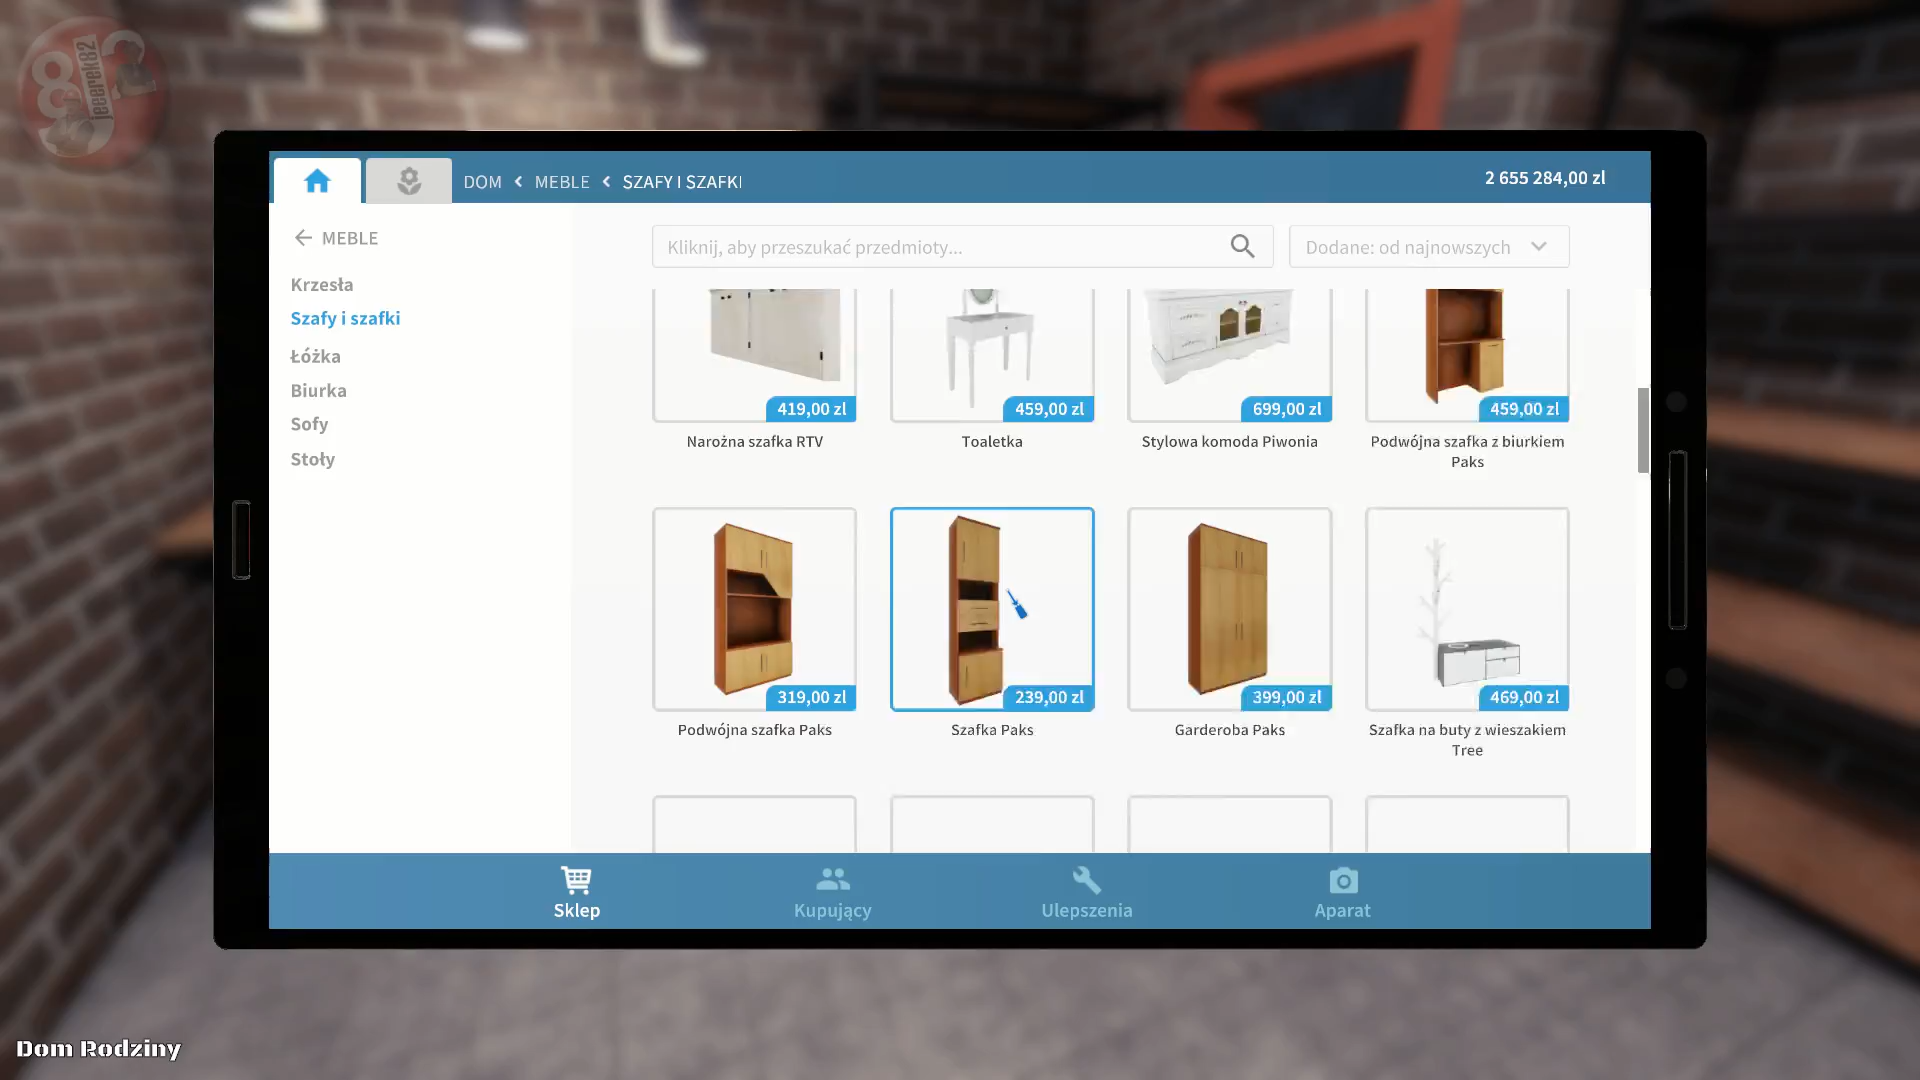 82
jegerek82
DOM < MEBLE < SZAFY I SZAFKI
2 655 284,00 zl
MEBLE
Krzesła
Szafy i szafki
Łóżka
Biurka
Sofy
Stoły
Kliknij, aby przeszukać przedmioty...
Dodane: od najnowszych
419,00 zl
459,00 zl
699,00 zl
459,00 zl
Narożna szafka RTV
Toaletka
Stylowa komoda Piwonia
Podwójna szafka z biurkiem
Paks
319,00 zl
239,00 zl
399,00 zl
469,00 zl
Podwójna szafka Paks
Szafka Paks
Garderoba Paks
Szafka na buty z wieszakiem
Tree
Sklep
Kupujący
Ulepszenia
Aparat
Dom Rodziny